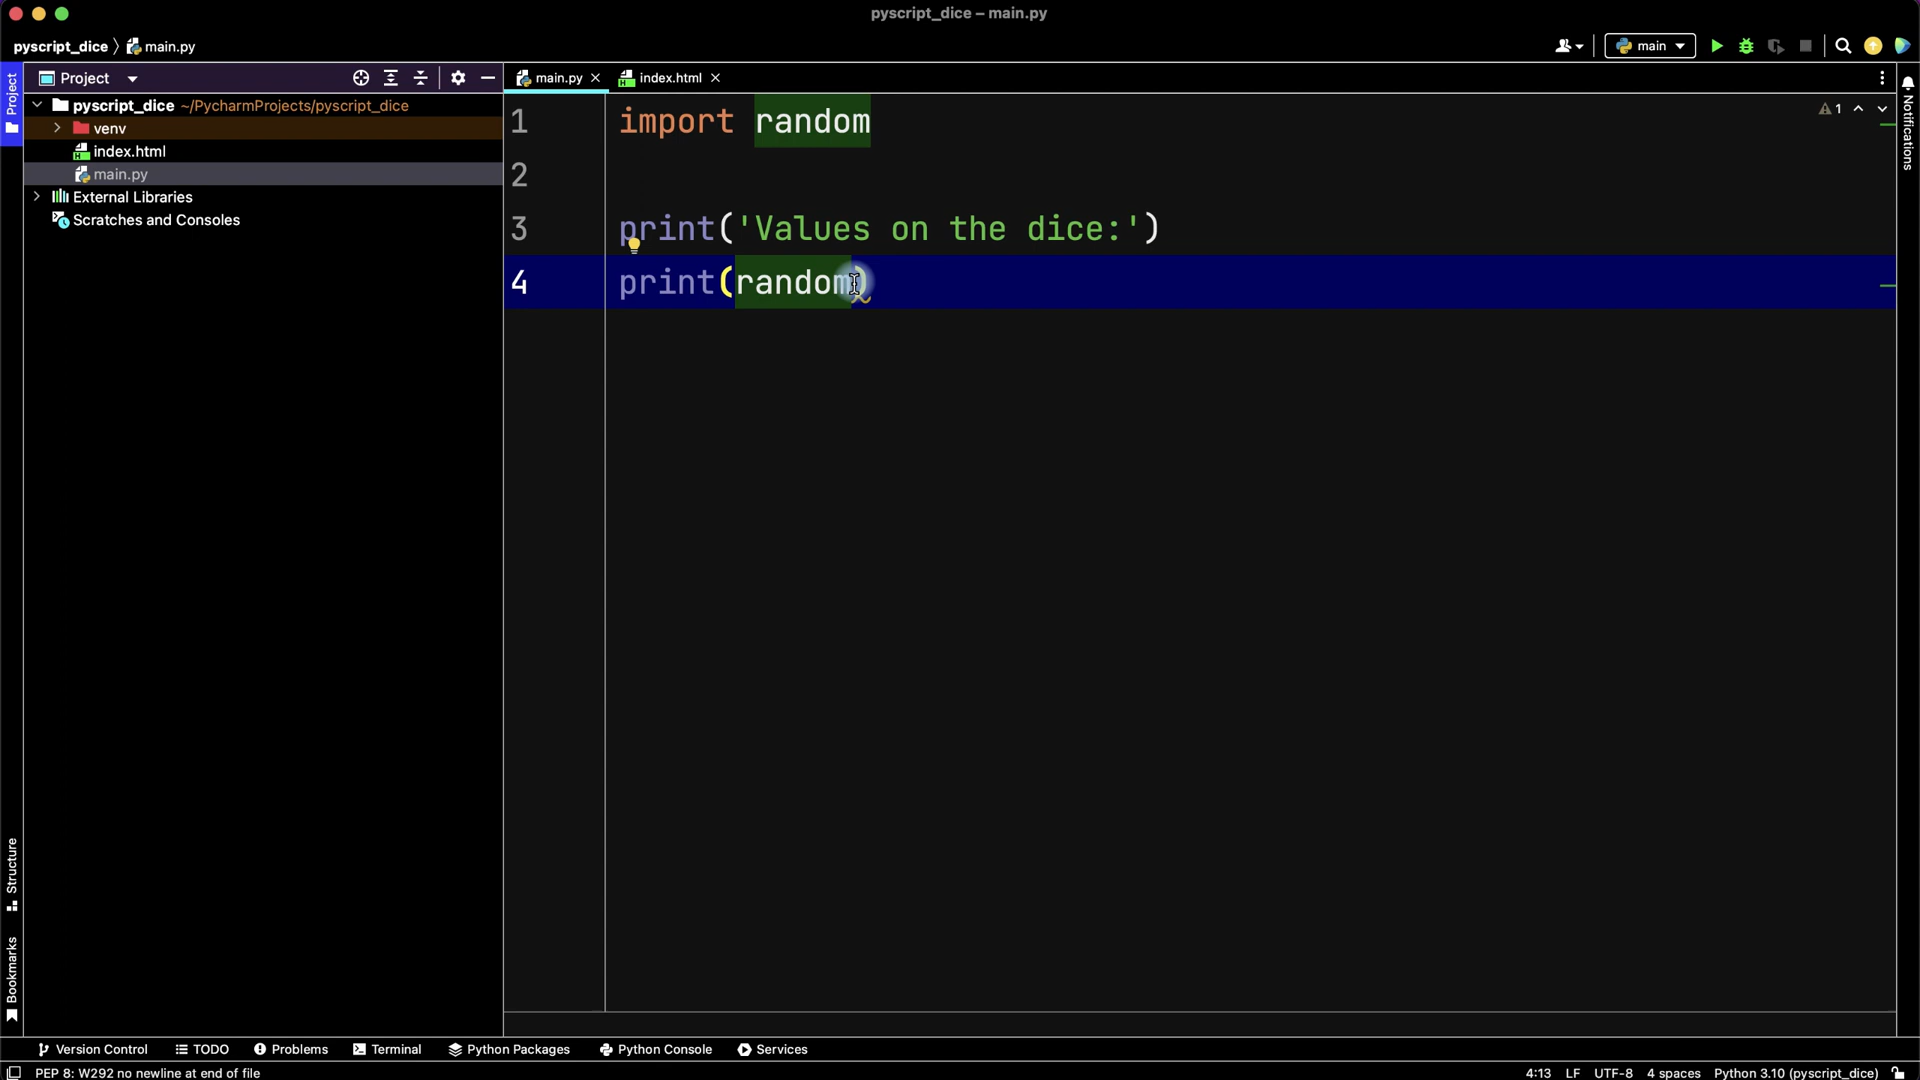 pyscript_dice – main.py
pyscript_dice main.py
main
Project
main.py
index.html
pyscript_dice ~/PycharmProjects/pyscript_dice
venv
index.html
main.py
External Libraries
Scratches and Consoles
1 import random
2
3 print('Values on the dice:')
4 print(random)
1
Project
Structure
Bookmarks
Notifications
Version Control
TODO
Problems
Terminal
Python Packages
Python Console
Services
PEP 8: W292 no newline at end of file
4:13 LF UTF-8 4 spaces Python 3.10 (pyscript_dice)